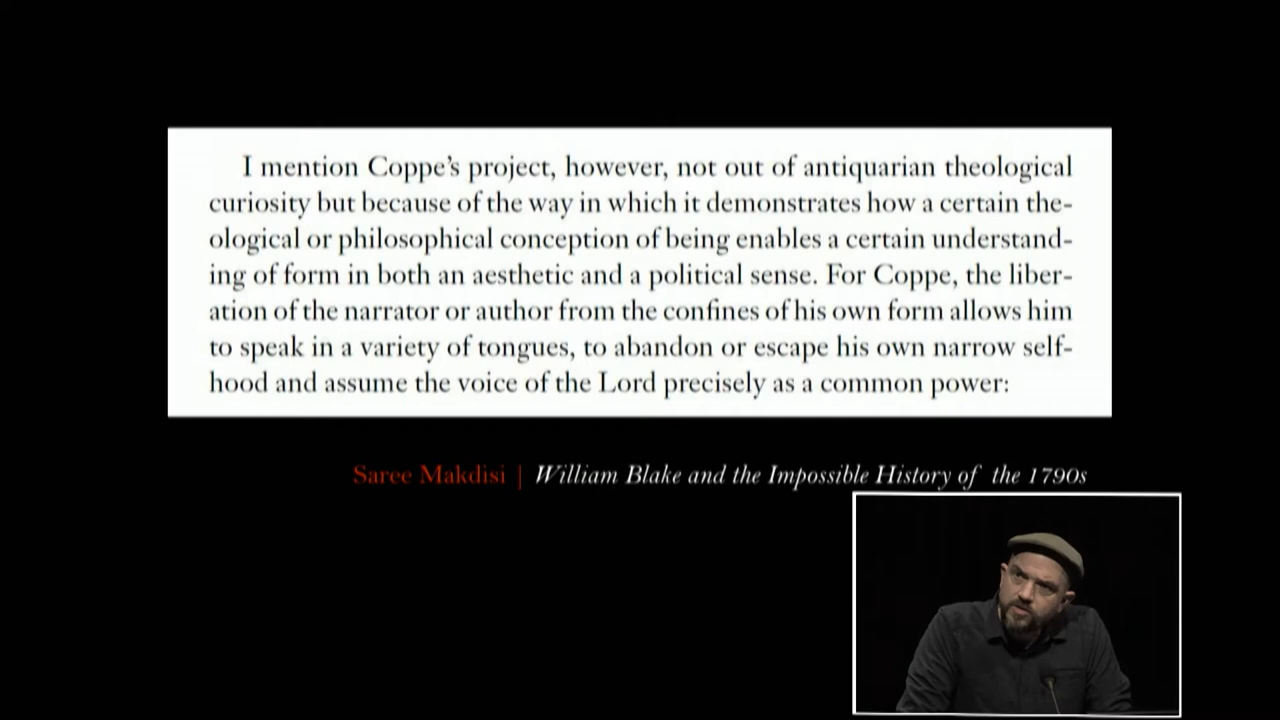 I mention Coppe's project, however, not out of antiquarian theological
curiosity but because of the way in which it demonstrates how a certain the-
ological or philosophical conception of being enables a certain understand-
ing of form in both an aesthetic and a political sense. For Coppe, the liber-
ation of the narrator or author from the confines of his own form allows him
to speak in a variety of tongues, to abandon or escape his own narrow self-
hood and assume the voice of the Lord precisely as a common power:
Saree Makdisi | William Blake and the Impossible History of the 1790s